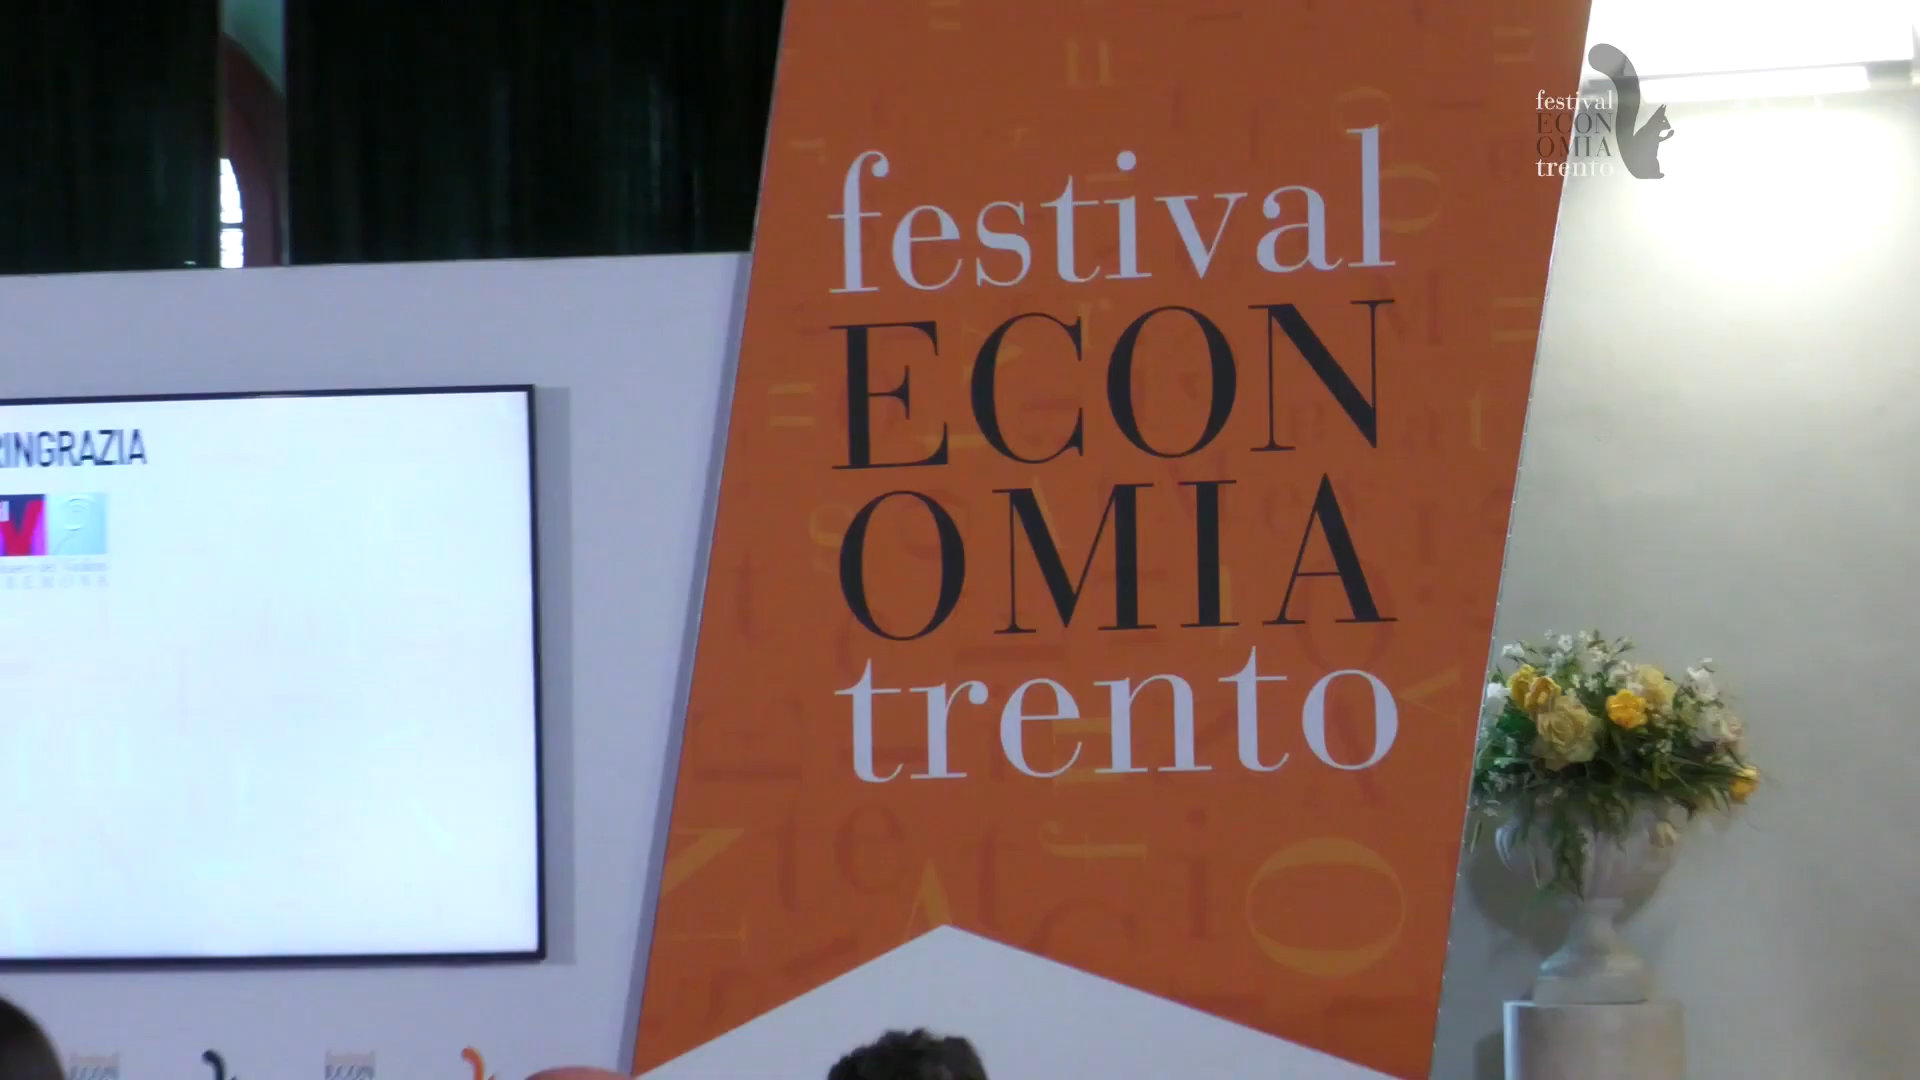 RINGRAZIA
festival
ECON
OMIA
trento
festival
ECON
OMIA
trento